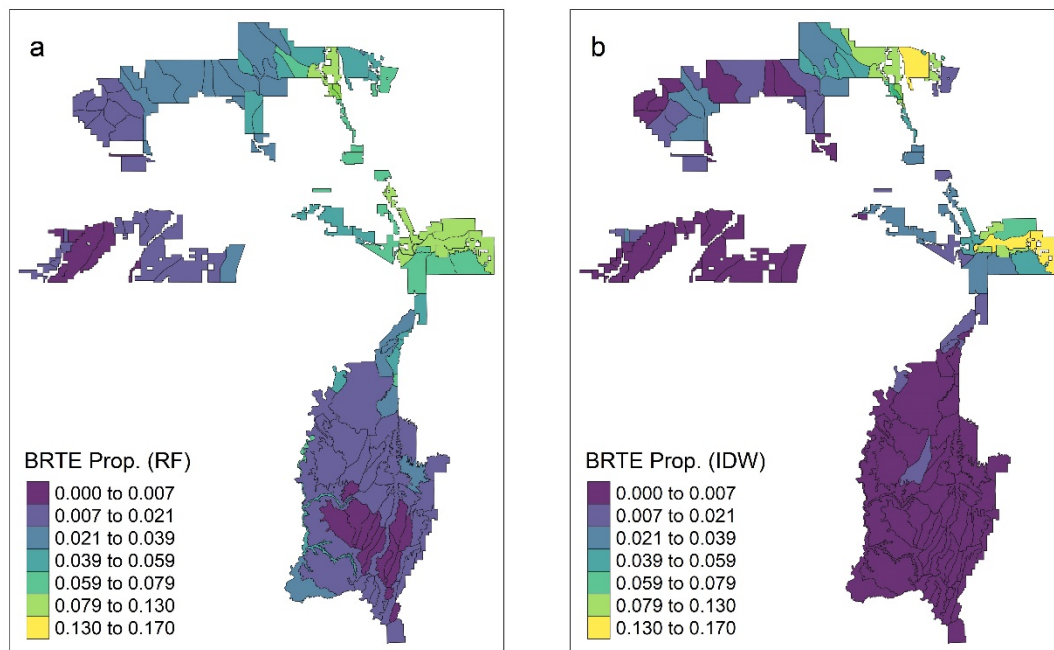 a
BRTE Prop. (RF)
0.000 to 0.007
0.007 to 0.021
0.021 to 0.039
0.039 to 0.059
0.059 to 0.079
0.079 to 0.130
0.130 to 0.170
b
BRTE Prop. (IDW)
0.000 to 0.007
0.007 to 0.021
0.021 to 0.039
0.039 to 0.059
0.059 to 0.079
0.079 to 0.130
0.130 to 0.170